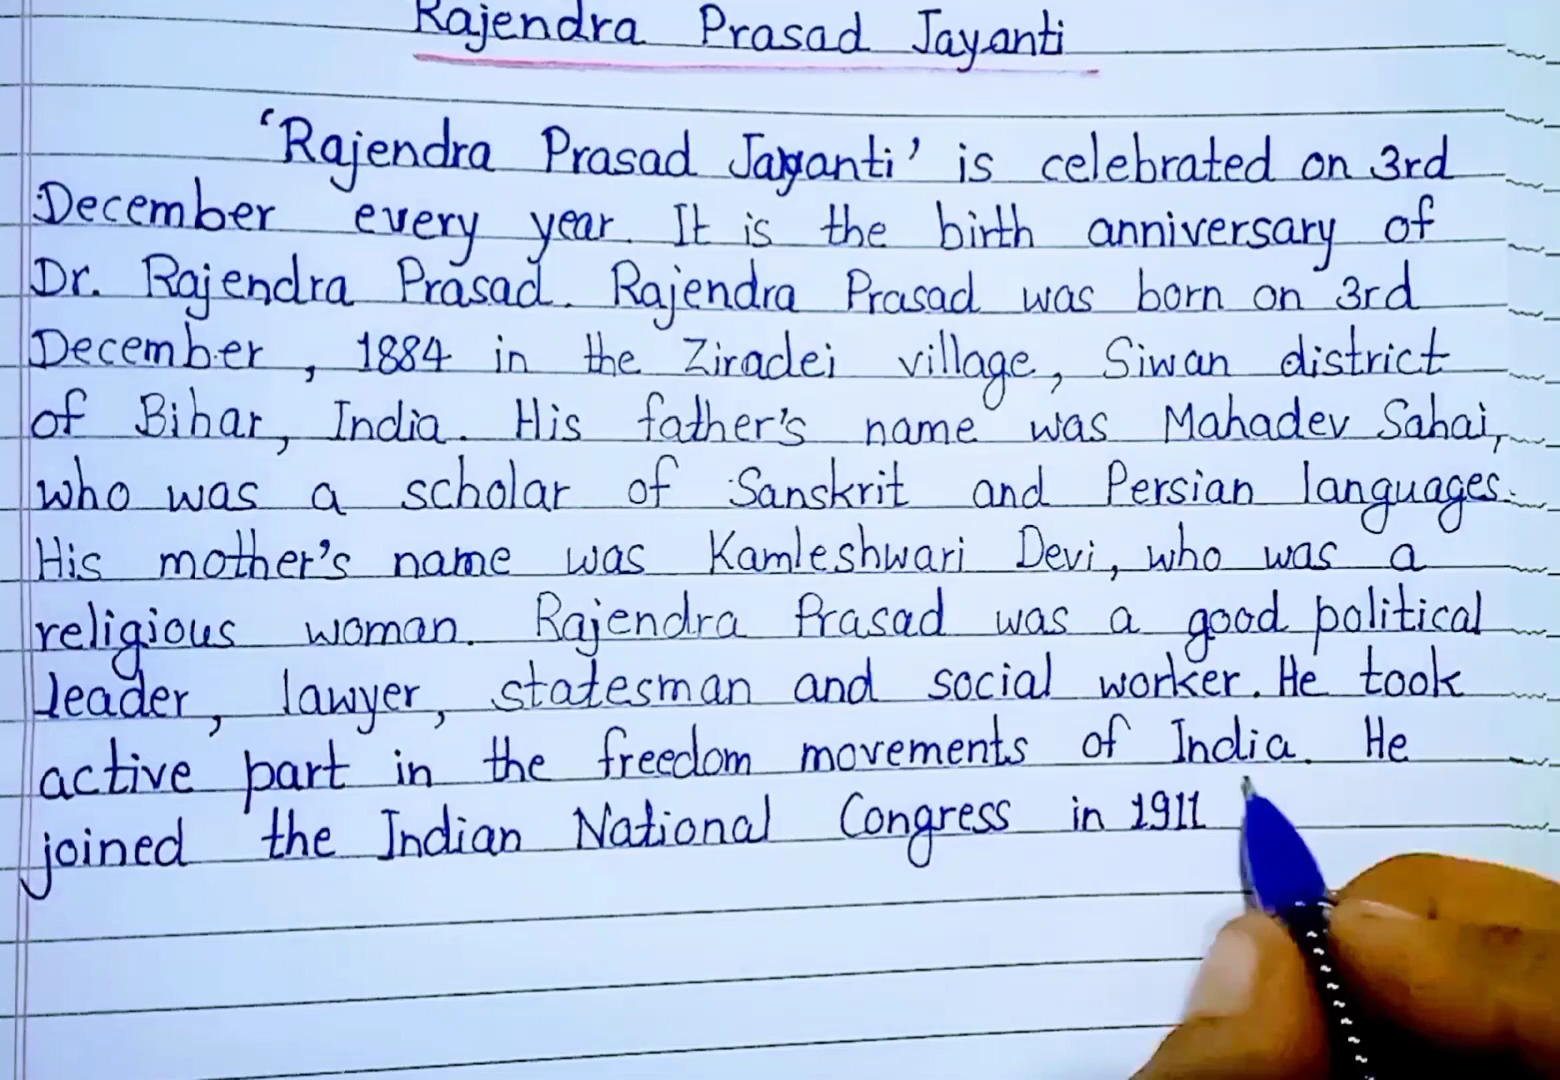 Rajendra Prasad Jayanti
'Rajendra Prasad Jayanti' is celebrated on 3rd
December every year. It is the birth anniversary of
Dr. Rajendra Prasad. Rajendra Prasad was born on 3rd
December, 1884 in the Ziradei village, Siwan district
of Bihar, India. His father's name was Mahadev Sahai,
who was a scholar of Sanskrit and Persian languages.
His mother's name was Kamleshwari Devi, who was a
religious woman. Rajendra Prasad was a good political
leader, lawyer, statesman and social worker. He took
active part in the freedom movements of India. He
joined the Indian National Congress in 1911